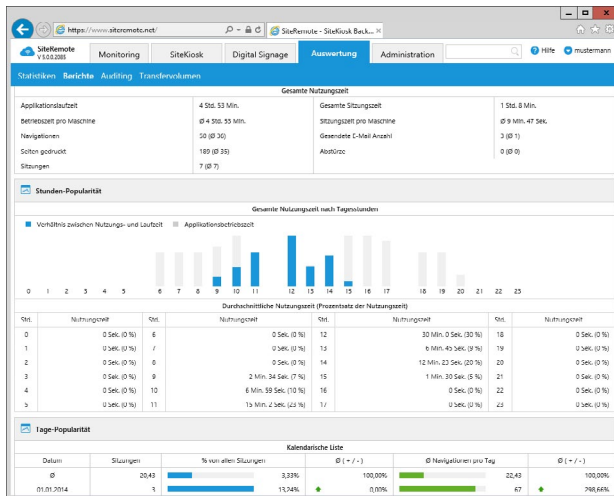 https://www.siteremote.net/
SiteRemote - SiteKiosk Back...
SiteRemote
V 5.0.2085
Monitoring
SiteKiosk
Digital Signage
Auswertung
Administration
Hilfe
mustermann
Statistiken Berichte Auditing Transfervolumen
Gesamte Nutzungszeit
Applikationslaufzeit 4 Std. 53 Min. Gesamte Sitzungszeit 1 Std. 8 Min.
Betriebszeit pro Maschine Ø 4 Std. 53 Min. Sitzungszeit pro Maschine Ø 9 Min. 47 Sek.
Navigationen Gesendete E-Mail Anzahl 3 (Ø 1)
Seiten gedruckt 189 (Ø 35) Abstürze 0 (Ø 0)
Sitzungen 7 (Ø 7)
Stunden-Popularität
Gesamte Nutzungszeit nach Tagesstunden
Verhältnis zwischen Nutzungs- und Laufzeit Applikationsbetriebszeit
0 1 2 3 4 5 6 7 8 9 10 11 12 13 14 15 16 17 18 19 20 21 22 23
Durchschnittliche Nutzungszeit (Prozentsatz der Nutzungszeit)
Std. Nutzungszeit Std. Nutzungszeit Std. Nutzungszeit Std. Nutzungszeit
0 0 Sek. (0 %) 6 0 Sek. (0 %) 12 30 Min. 0 Sek. (30 %) 18 0 Sek. (0 %)
1 0 Sek. (0 %) 7 0 Sek. (0 %) 13 6 Min. 45 Sek. (9 %) 19 0 Sek. (0 %)
2 0 Sek. (0 %) 8 0 Sek. (0 %) 14 12 Min. 23 Sek. (20 %) 20 0 Sek. (0 %)
3 0 Sek. (0 %) 9 2 Min. 34 Sek. (7 %) 15 1 Min. 30 Sek. (5 %) 21 0 Sek. (0 %)
4 0 Sek. (0 %) 10 6 Min. 59 Sek. (10 %) 16 0 Sek. (0 %) 22 0 Sek. (0 %)
5 0 Sek. (0 %) 11 15 Min. 2 Sek. (23 %) 17 0 Sek. (0 %) 23 0 Sek. (0 %)
Tage-Popularität
Kalendarische Liste
Datum Sitzungen % von allen Sitzungen Ø ( + / - ) Ø Navigationen pro Tag Ø ( + / - )
Ø 20,43 3,33% 100,00% 22,43 100,00%
01.01.2014 3 13,24% 0,00% 67 298,66%